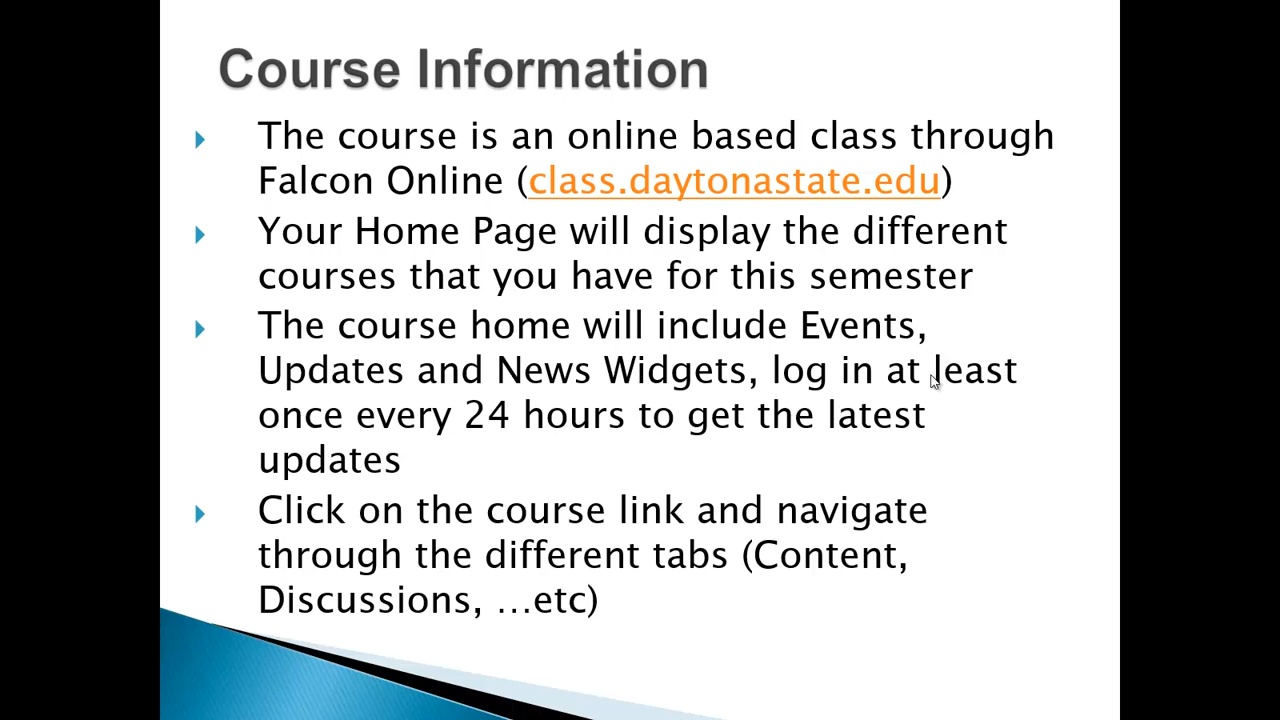 Course Information
The course is an online based class through
Falcon Online (class.daytonastate.edu)
Your Home Page will display the different
courses that you have for this semester
The course home will include Events,
Updates and News Widgets, log in at least
once every 24 hours to get the latest
updates
Click on the course link and navigate
through the different tabs (Content,
Discussions, …etc)